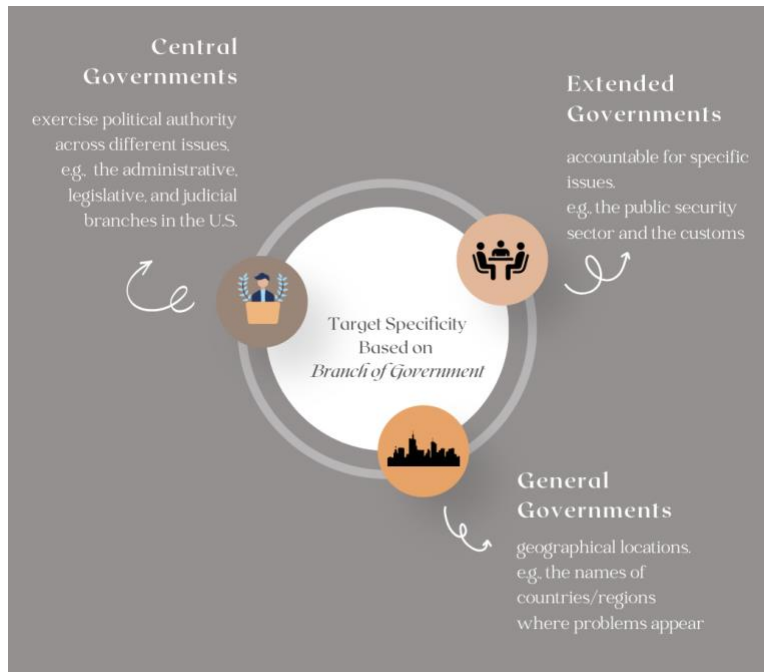 Central
Governments
exercise political authority
across different issues,
e.g., the administrative,
legislative, and judicial
branches in the U.S.
Extended
Governments
accountable for specific
issues.
e.g., the public security
sector and the customs
Target Specificity
Based on
Branch of Government
General
Governments
geographical locations.
e.g., the names of
countries/regions
where problems appear